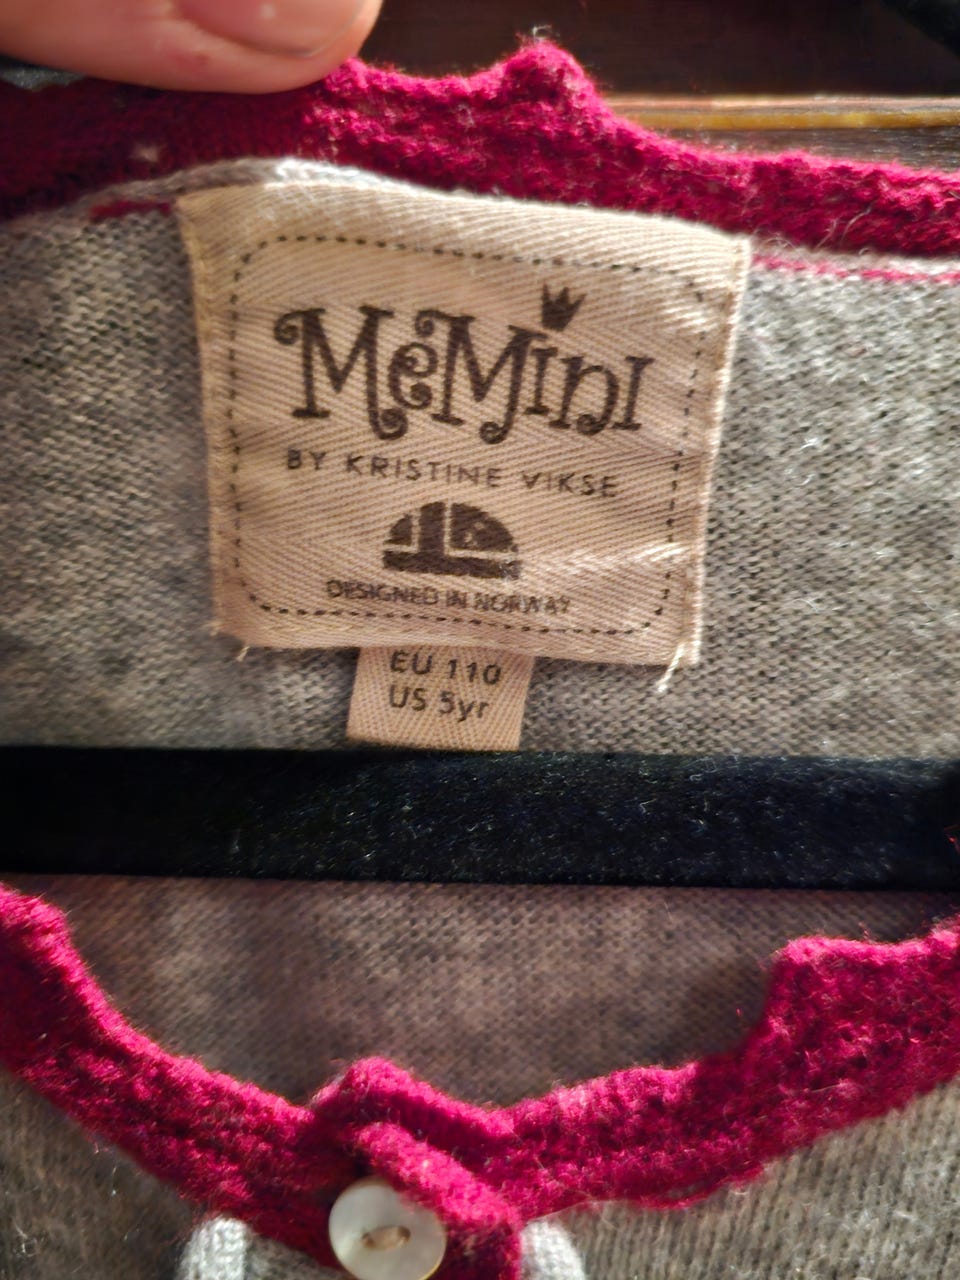 MeMini
BY KRISTINE VIKSE
DESIGNED IN NORWAY
EU 110
US 5yr